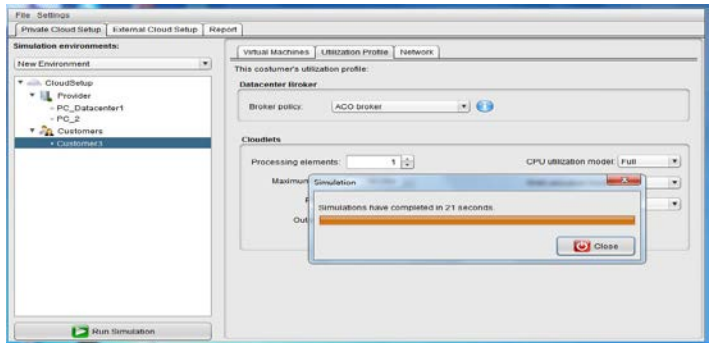 File Settings
Private Cloud Setup External Cloud Setup Report
Simulation environments:
New Environment
CloudSetup
Provider
PC_Datacenter1
PC_2
Customers
Customer1
Run Simulation
Virtual Machines Utilization Profile Network
This costumer's utilization profile:
Datacenter Broker
Broker policy: ACO broker
Cloudlets
Processing elements: 1 CPU utilization model: Full
Maximum
Simulation
Simulations have completed in 21 seconds.
Close